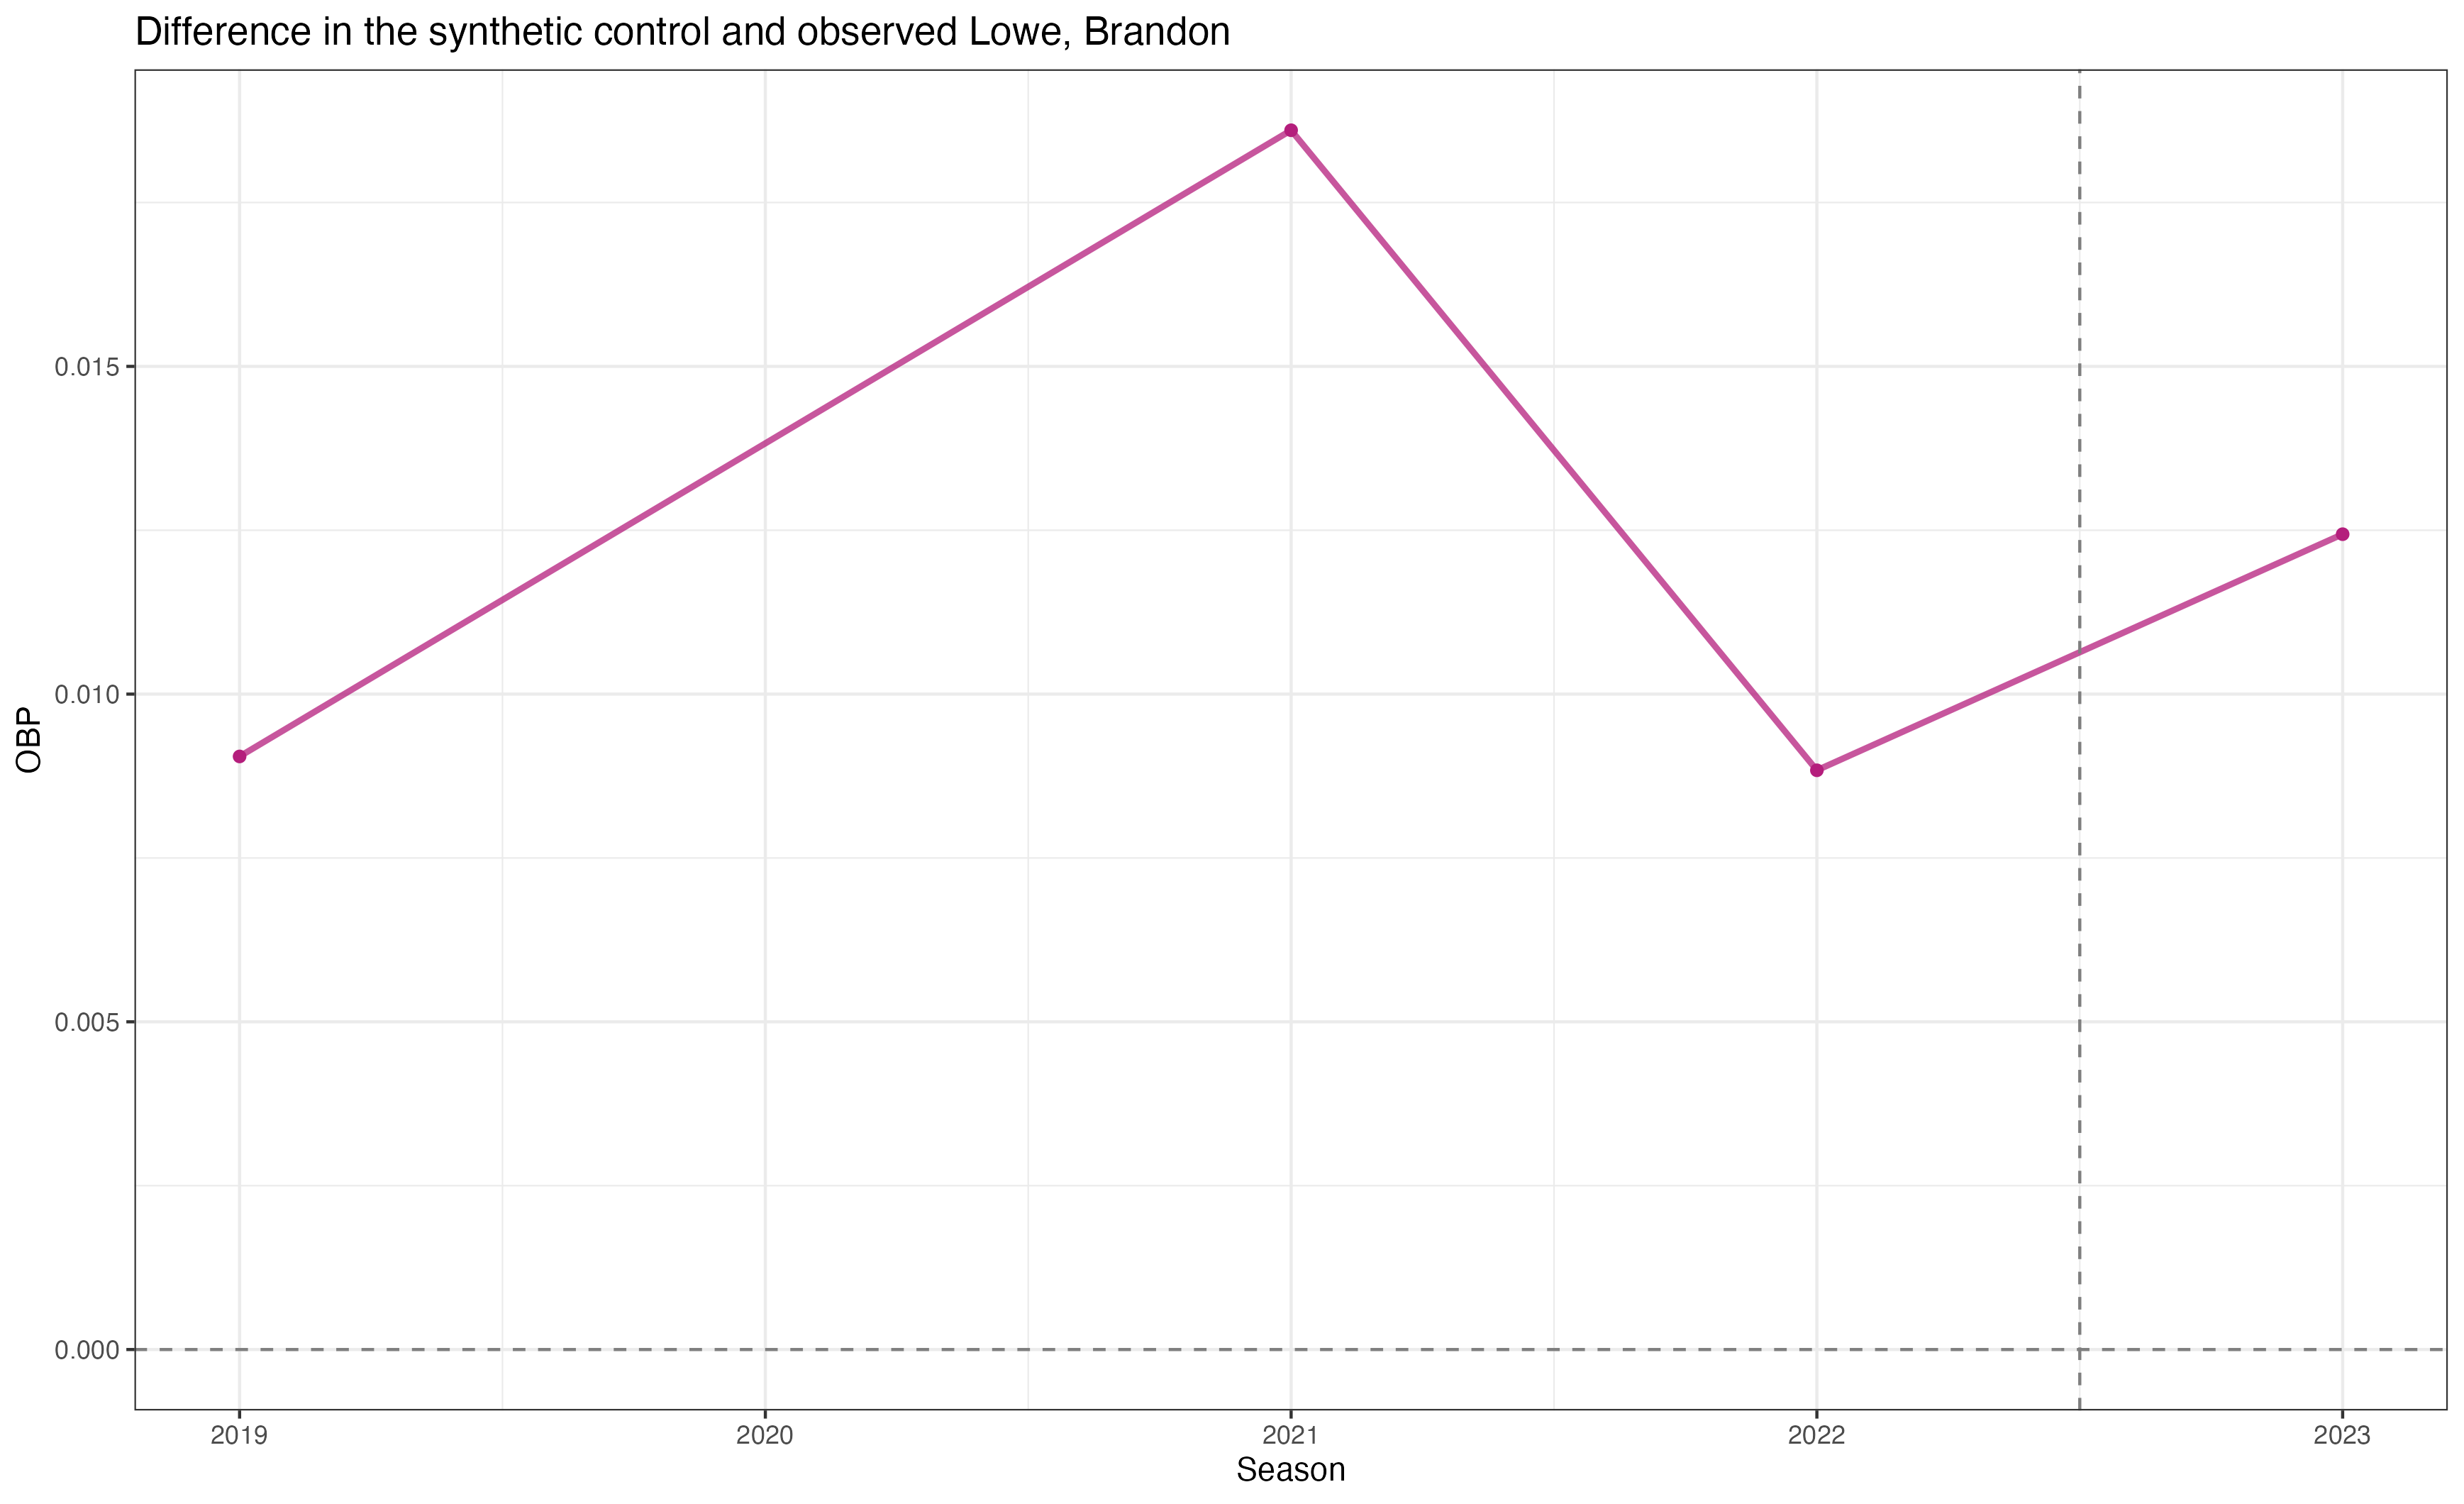 Difference in the synthetic control and observed Lowe, Brandon
OBP
0.015
0.010
0.005
0.000
2019 2020 2021 2022 2023
Season